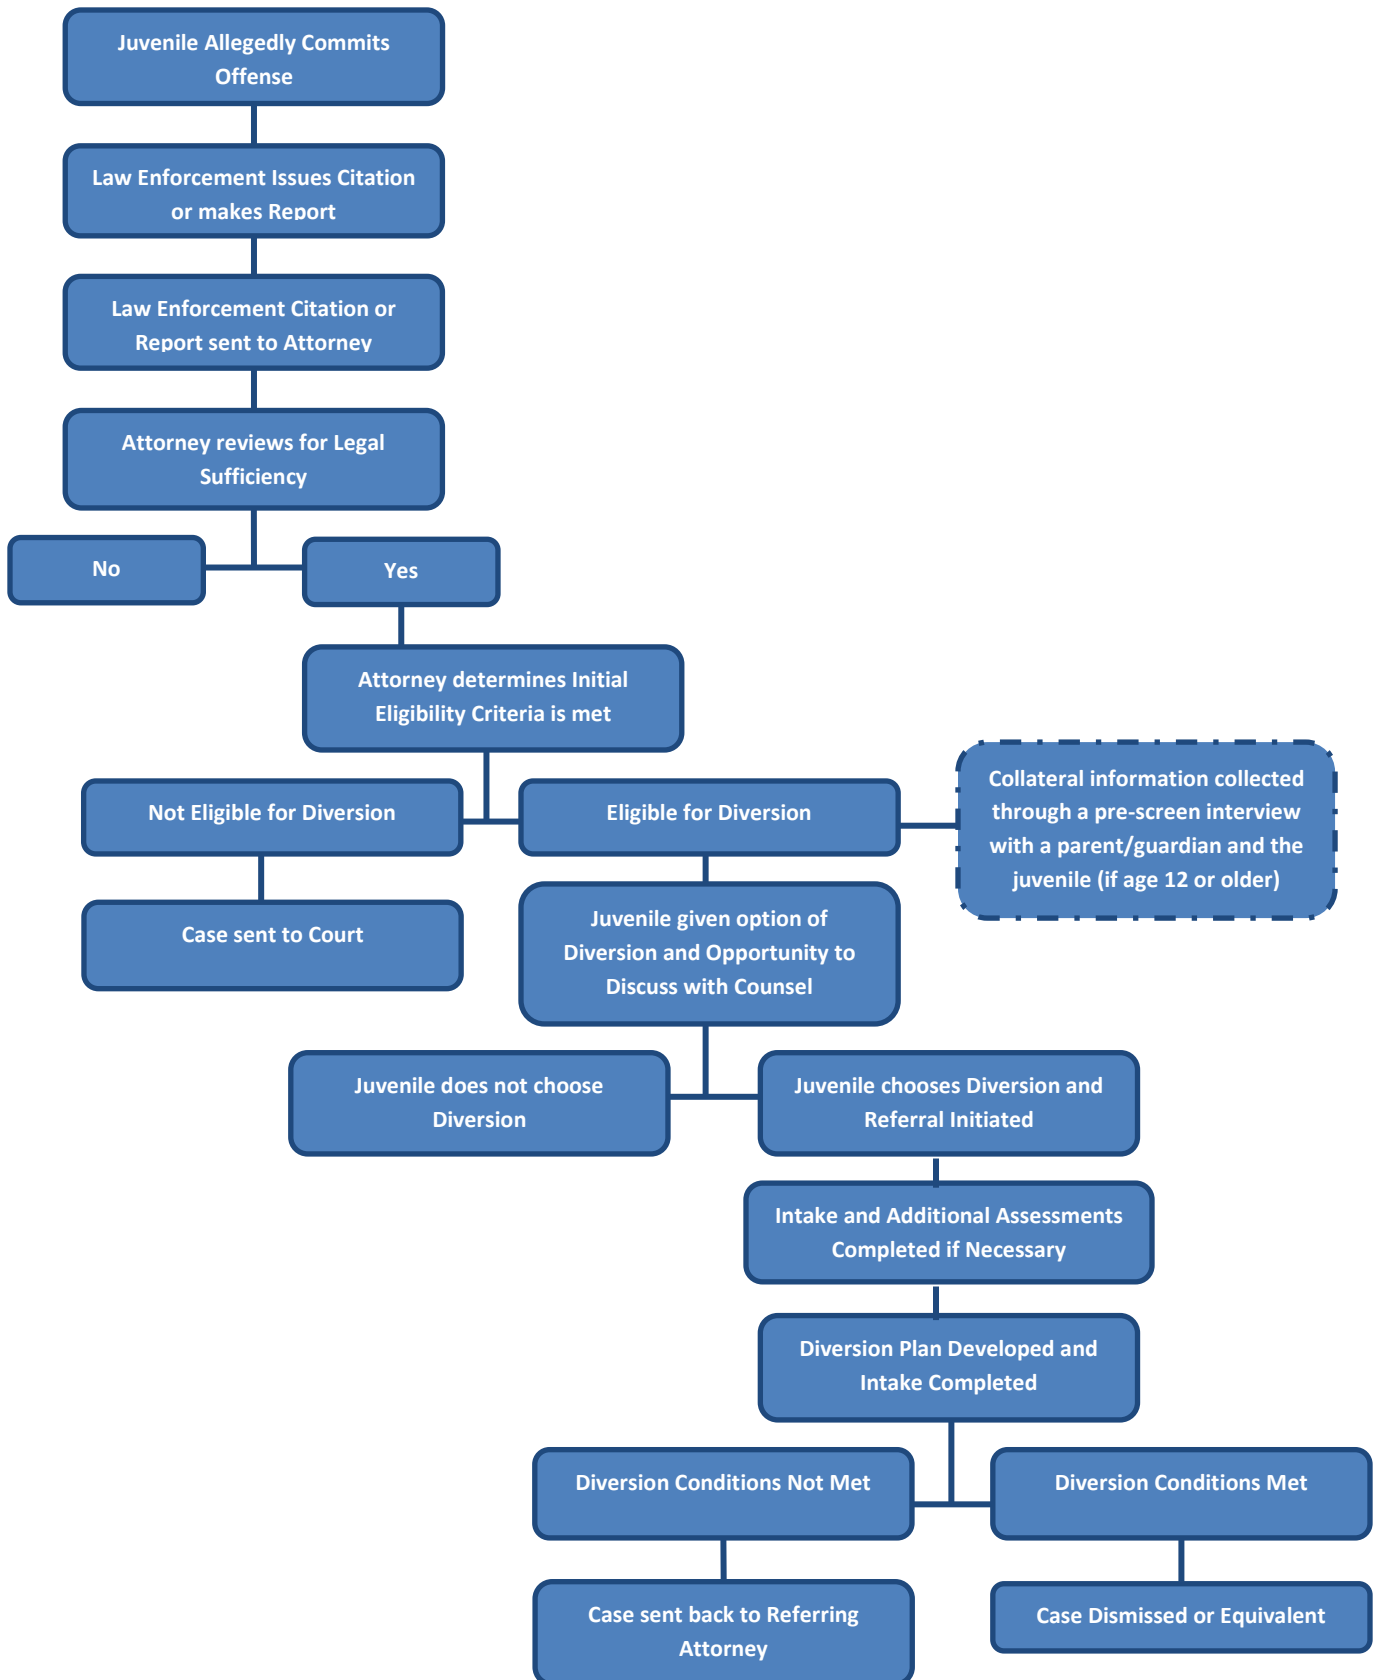 Juvenile Allegedly Commits
Offense
Law Enforcement Issues Citation
or makes Report
Law Enforcement Citation or
Report sent to Attorney
Attorney reviews for Legal
Sufficiency
No
Yes
Attorney determines Initial
Eligibility Criteria is met
Not Eligible for Diversion
Eligible for Diversion
Collateral information collected
through a pre-screen interview
with a parent/guardian and the
juvenile (if age 12 or older)
Case sent to Court
Juvenile given option of
Diversion and Opportunity to
Discuss with Counsel
Juvenile does not choose
Diversion
Juvenile chooses Diversion and
Referral Initiated
Intake and Additional Assessments
Completed if Necessary
Diversion Plan Developed and
Intake Completed
Diversion Conditions Not Met
Diversion Conditions Met
Case sent back to Referring
Attorney
Case Dismissed or Equivalent